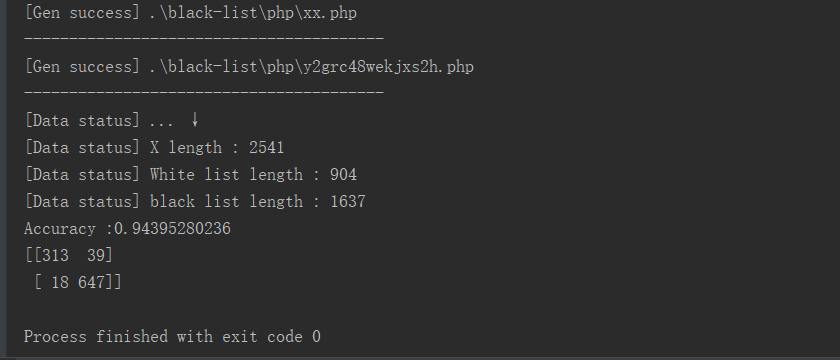 [Gen success] .\black-list\php\xx.php
----------------------------------------
[Gen success] .\black-list\php\y2grc48wekjxs2h.php
----------------------------------------
[Data status] ... ↓
[Data status] X length : 2541
[Data status] White list length : 904
[Data status] black list length : 1637
Accuracy :0.94395280236
[[313  39]
 [ 18 647]]
Process finished with exit code 0